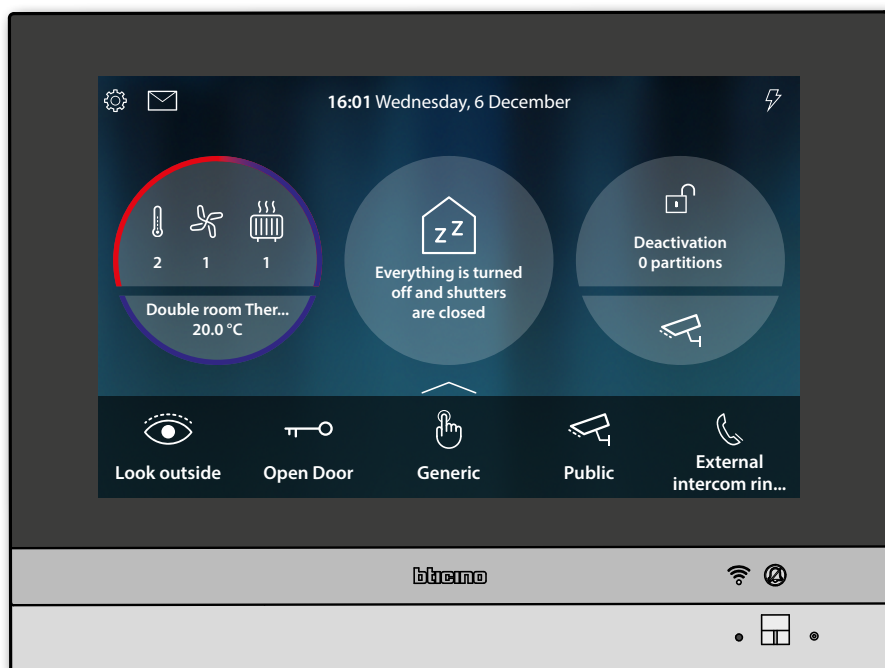 16:01 Wednesday, 6 December
2 1 1
Double room Ther...
20.0 °C
zz
Everything is turned
off and shutters
are closed
Deactivation
0 partitions
Look outside
Open Door
Generic
Public
External
intercom rin...
bticino